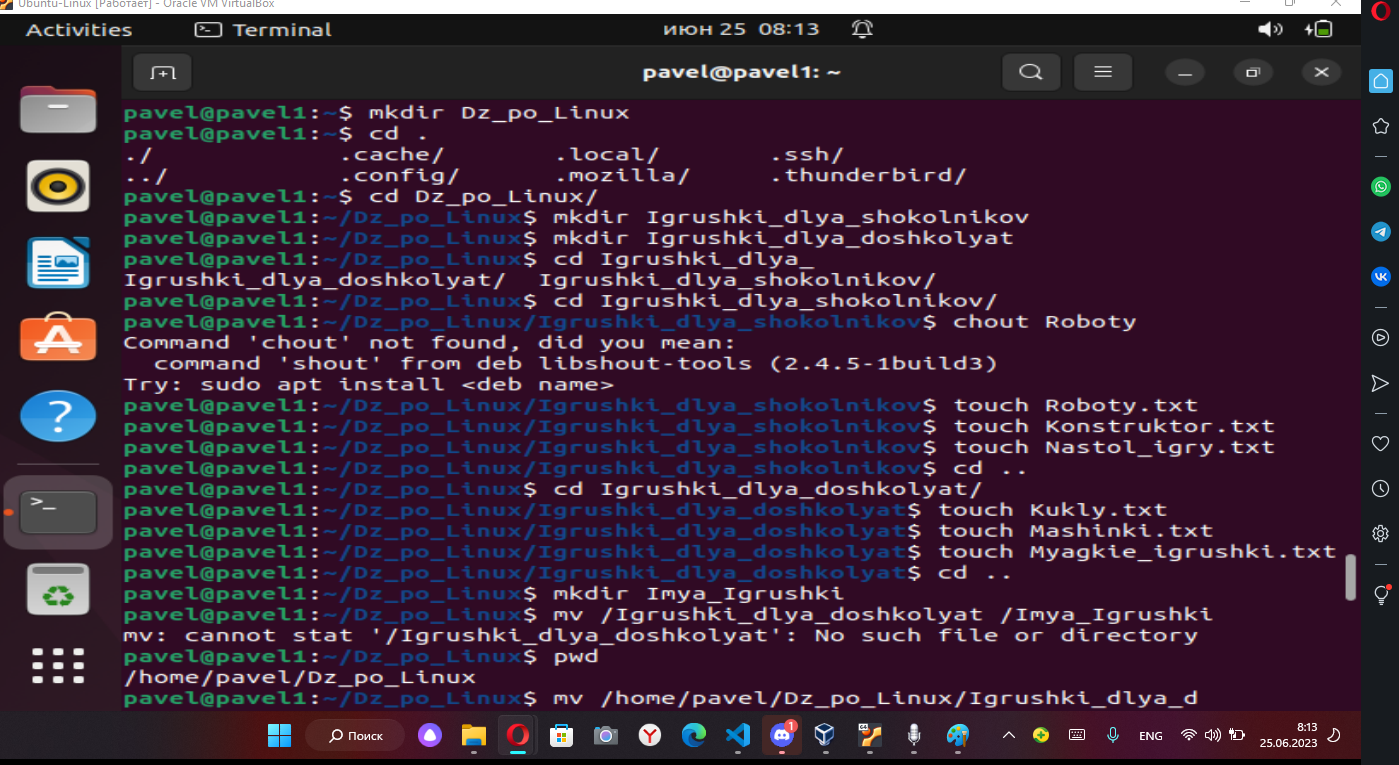 Ubuntu-Linux [Работает] - Oracle VM VirtualBox
Activities Terminal июн 25 08:13
pavel@pavel1: ~
pavel@pavel1:~$ mkdir Dz_po_Linux
pavel@pavel1:~$ cd .
./ .cache/ .local/ .ssh/
../ .config/ .mozilla/ .thunderbird/
pavel@pavel1:~$ cd Dz_po_Linux/
pavel@pavel1:~/Dz_po_Linux$ mkdir Igrushki_dlya_shokolnikov
pavel@pavel1:~/Dz_po_Linux$ mkdir Igrushki_dlya_doshkolyat
pavel@pavel1:~/Dz_po_Linux$ cd Igrushki_dlya_
Igrushki_dlya_doshkolyat/ Igrushki_dlya_shokolnikov/
pavel@pavel1:~/Dz_po_Linux$ cd Igrushki_dlya_shokolnikov/
pavel@pavel1:~/Dz_po_Linux/Igrushki_dlya_shokolnikov$ chout Roboty
Command 'chout' not found, did you mean:
command 'shout' from deb libshout-tools (2.4.5-1build3)
Try: sudo apt install <deb name>
pavel@pavel1:~/Dz_po_Linux/Igrushki_dlya_shokolnikov$ touch Roboty.txt
pavel@pavel1:~/Dz_po_Linux/Igrushki_dlya_shokolnikov$ touch Konstruktor.txt
pavel@pavel1:~/Dz_po_Linux/Igrushki_dlya_shokolnikov$ touch Nastol_igry.txt
pavel@pavel1:~/Dz_po_Linux/Igrushki_dlya_shokolnikov$ cd ..
pavel@pavel1:~/Dz_po_Linux$ cd Igrushki_dlya_doshkolyat/
pavel@pavel1:~/Dz_po_Linux/Igrushki_dlya_doshkolyat$ touch Kukly.txt
pavel@pavel1:~/Dz_po_Linux/Igrushki_dlya_doshkolyat$ touch Mashinki.txt
pavel@pavel1:~/Dz_po_Linux/Igrushki_dlya_doshkolyat$ touch Myagkie_igrushki.txt
pavel@pavel1:~/Dz_po_Linux/Igrushki_dlya_doshkolyat$ cd ..
pavel@pavel1:~/Dz_po_Linux$ mkdir Imya_Igrushki
pavel@pavel1:~/Dz_po_Linux$ mv /Igrushki_dlya_doshkolyat /Imya_Igrushki
mv: cannot stat '/Igrushki_dlya_doshkolyat': No such file or directory
pavel@pavel1:~/Dz_po_Linux$ pwd
/home/pavel/Dz_po_Linux
pavel@pavel1:~/Dz_po_Linux$ mv /home/pavel/Dz_po_Linux/Igrushki_dlya_d
Поиск 1 64 ENG 8:13
25.06.2023